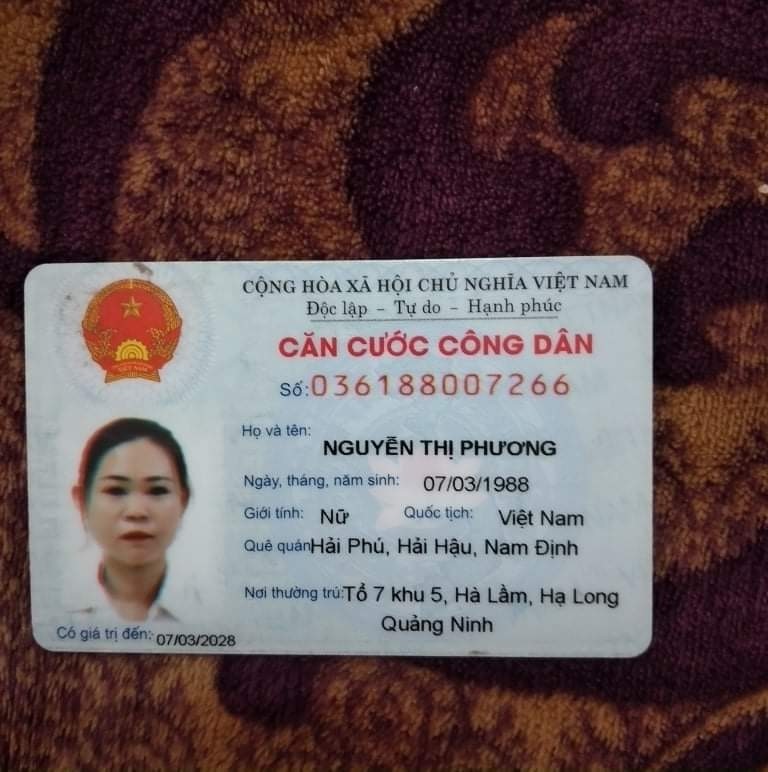 CỘNG HÒA XÃ HỘI CHỦ NGHĨA VIỆT NAM
Độc lập - Tự do - Hạnh phúc
CĂN CƯỚC CÔNG DÂN
Số: 036188007266
Họ và tên:
NGUYỄN THỊ PHƯƠNG
Ngày, tháng, năm sinh: 07/03/1988
Giới tính: Nữ Quốc tịch: Việt Nam
Quê quán Hải Phú, Hải Hậu, Nam Định
Nơi thường trú: Tổ 7 khu 5, Hà Lầm, Hạ Long
Quảng Ninh
Có giá trị đến: 07/03/2028
VIỆT NAM